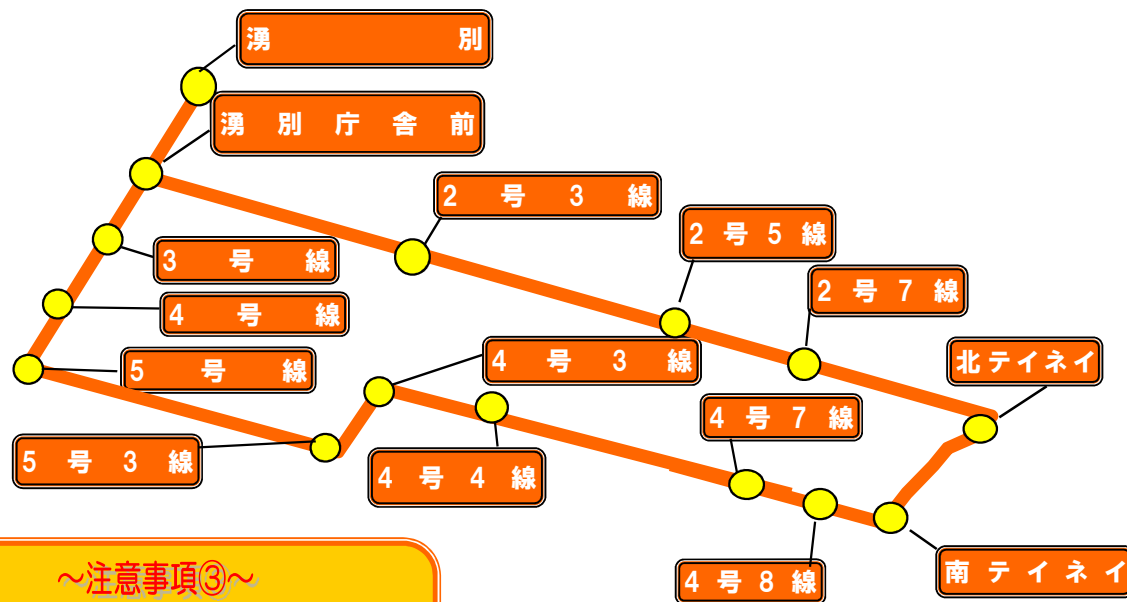 湧別
湧別庁舎前
2号3線
2号5線
3号線
2号7線
4号線
5号線
4号3線
北テイネイ
4号7線
5号3線
4号4線
4号8線
南テイネイ
~注意事項③~